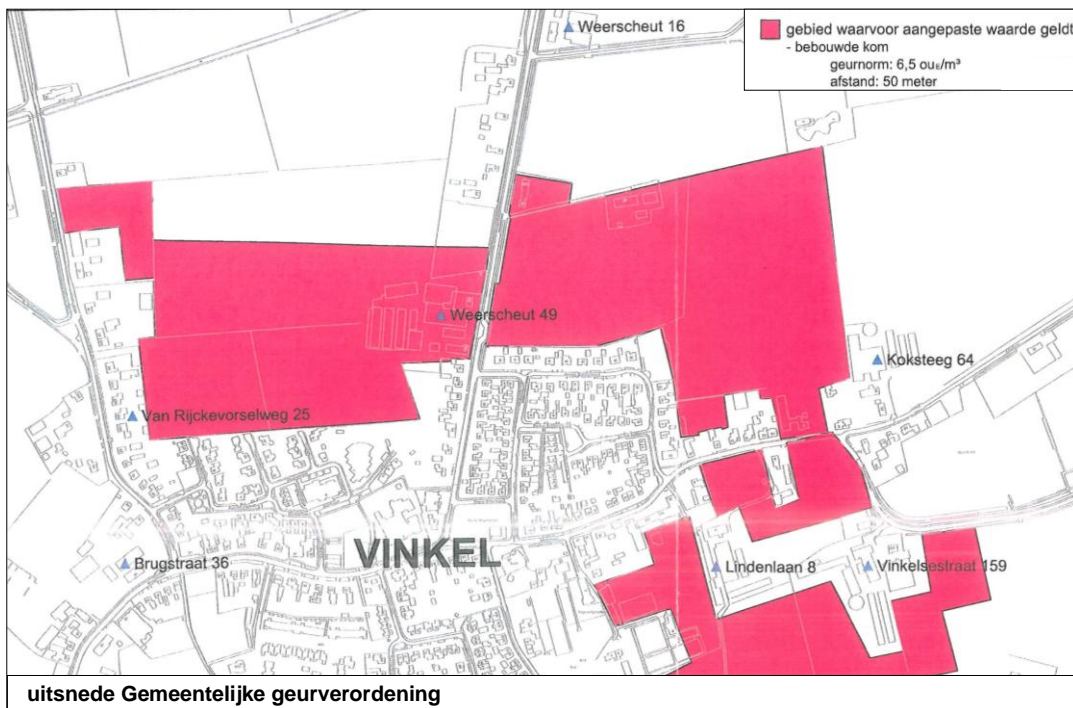 Weerscheut 16
gebied waarvoor aangepaste waarde geldt
- bebouwde kom
geurnorm: 6,5 ouE/m³
afstand: 50 meter
Weerscheut 49
Koksteeg 64
Van Rijckevorselweg 25
VINKEL
Brugstraat 36
Lindenlaan 8
Vinkelsestraat 159
uitsnede Gemeentelijke geurverordening